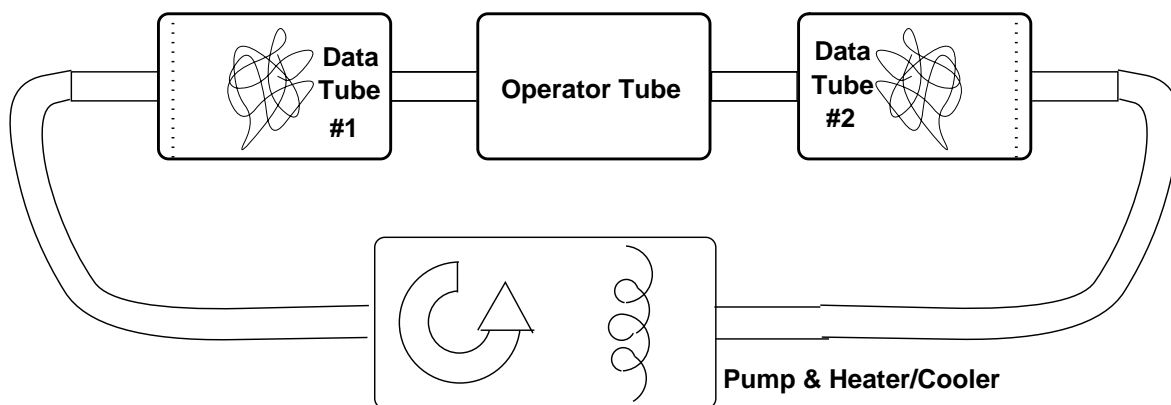 Data
Tube
#1
Operator Tube
Data
Tube
#2
Pump & Heater/Cooler